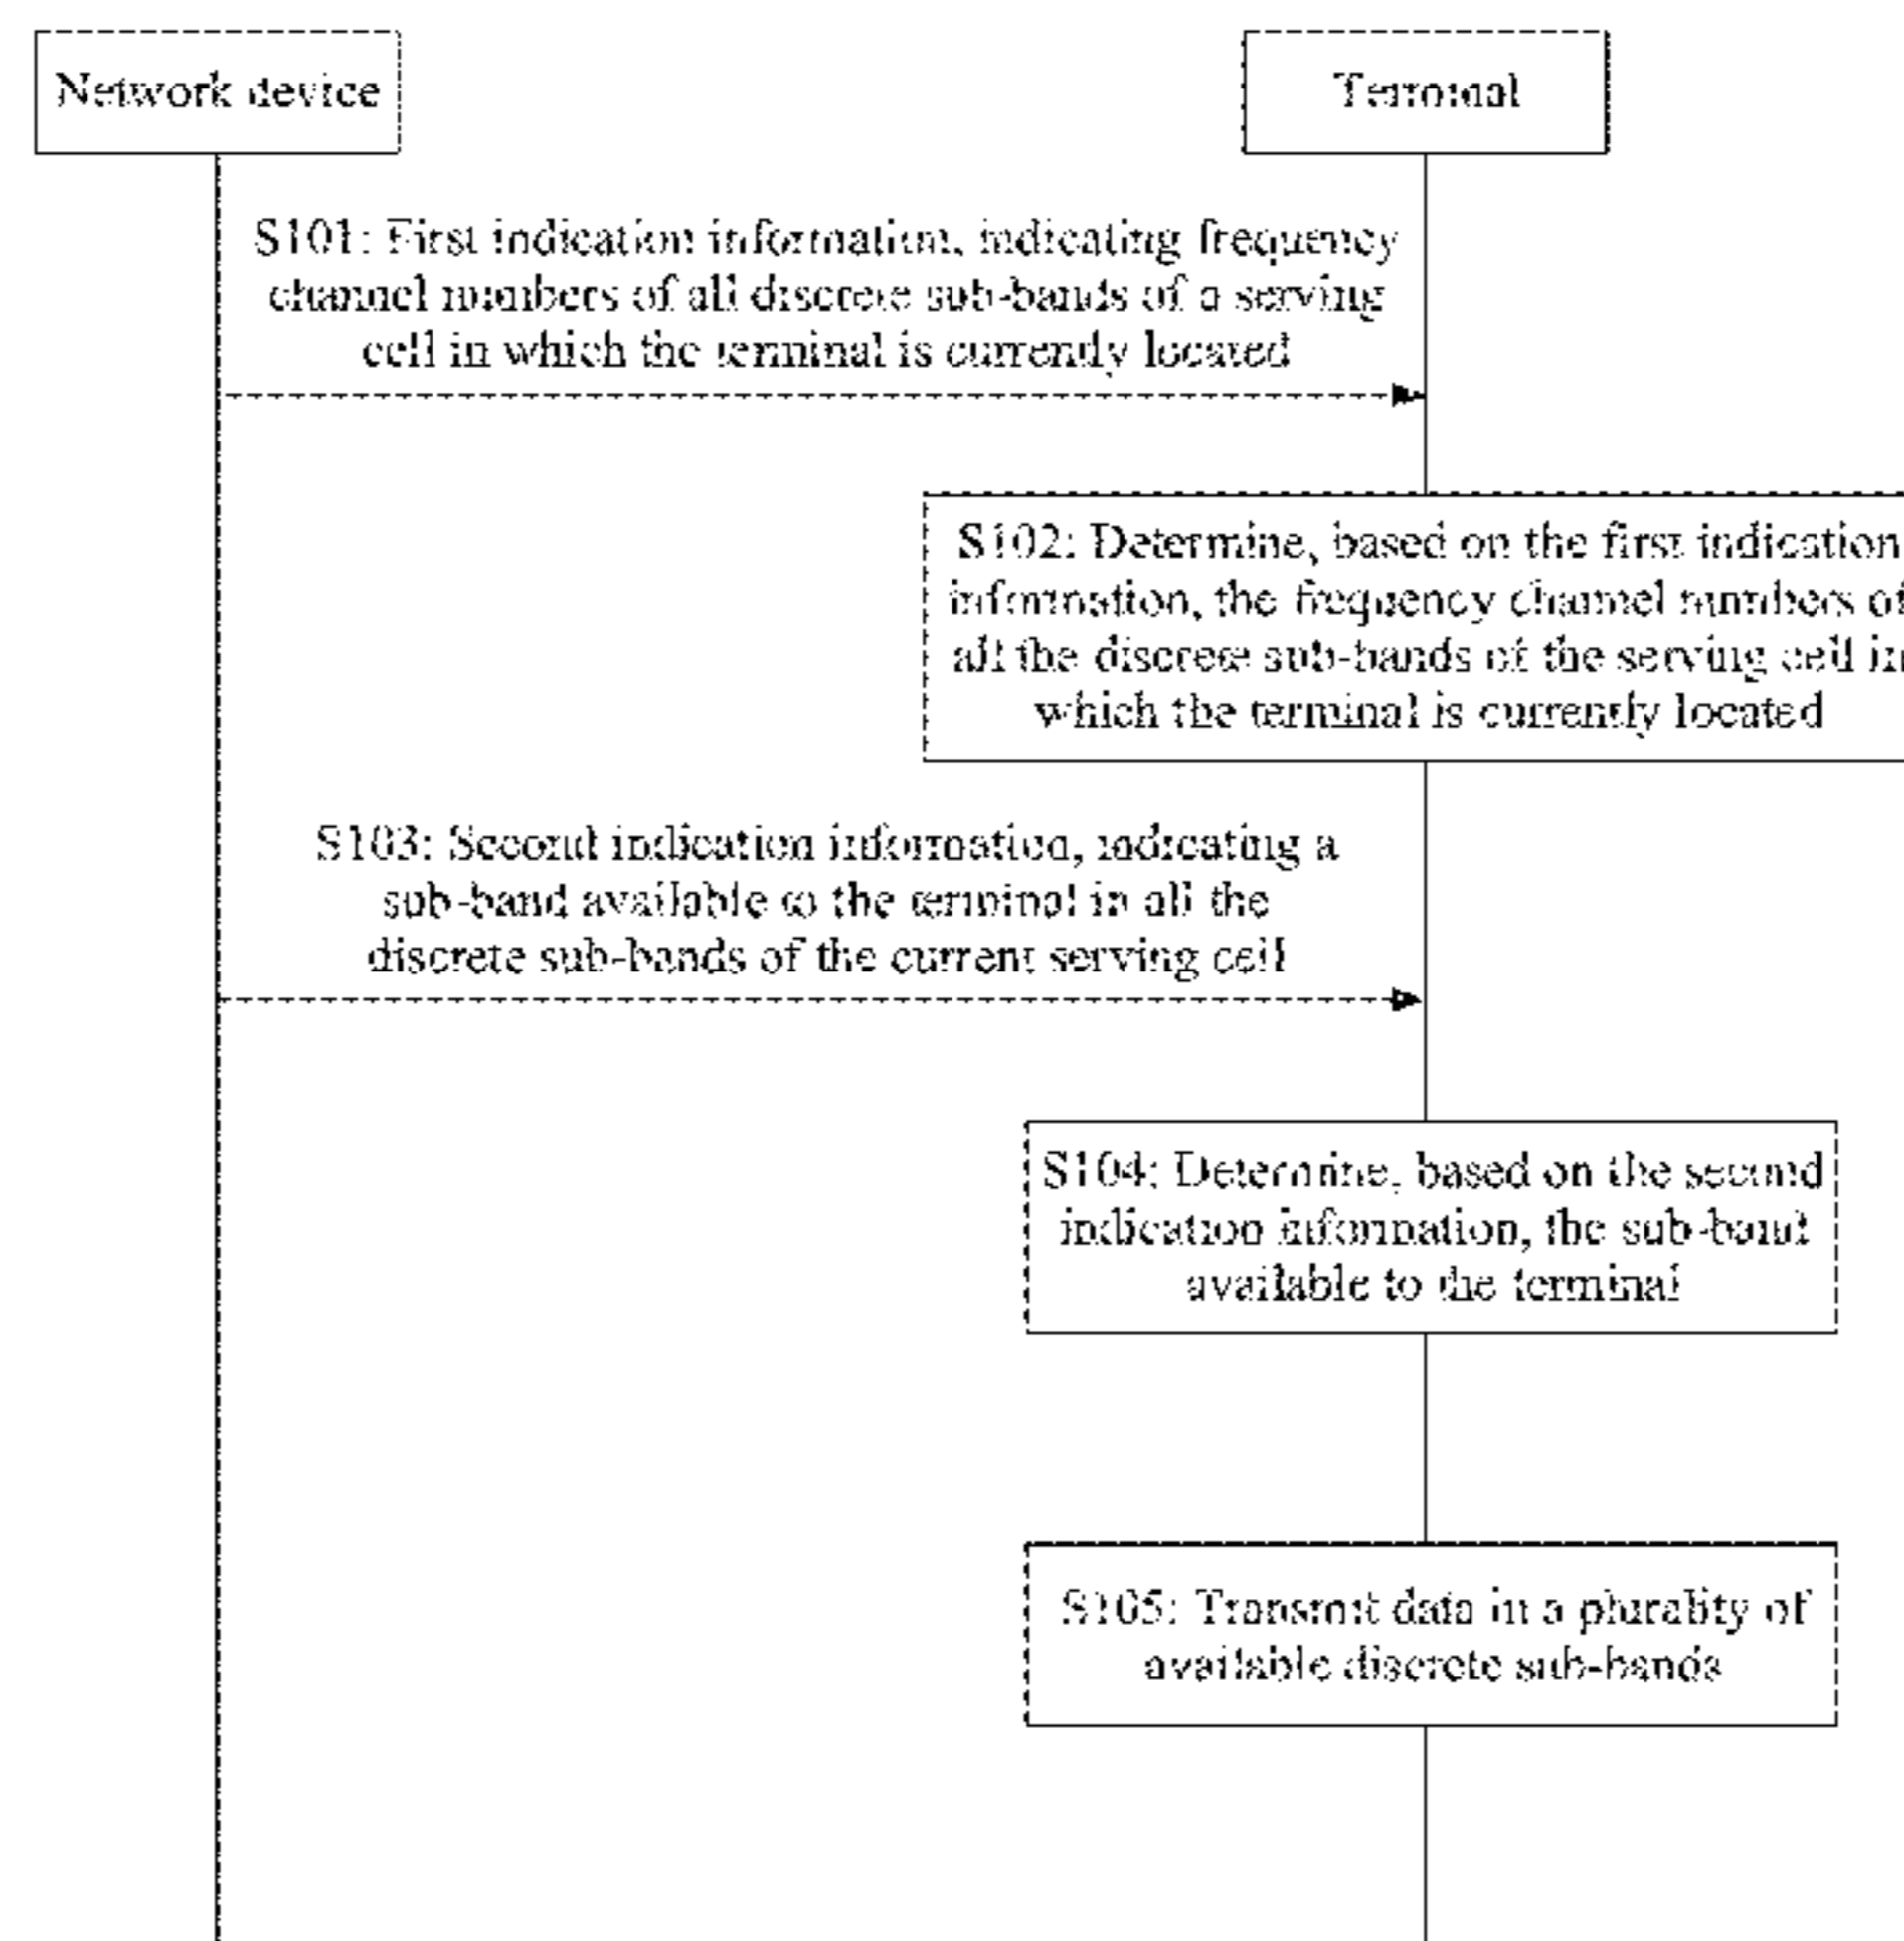 Network device
Terminal
S101: First indication information, indicating frequency
channel numbers of all discrete sub-bands of a serving
cell in which the terminal is currently located
S102: Determine, based on the first indication
information, the frequency channel numbers of
all the discrete sub-bands of the serving cell in
which the terminal is currently located
S103: Second indication information, indicating a
sub-band available to the terminal in all the
discrete sub-bands of the current serving cell
S104: Determine, based on the second
indication information, the sub-band
available to the terminal
S105: Transmit data in a plurality of
available discrete sub-bands